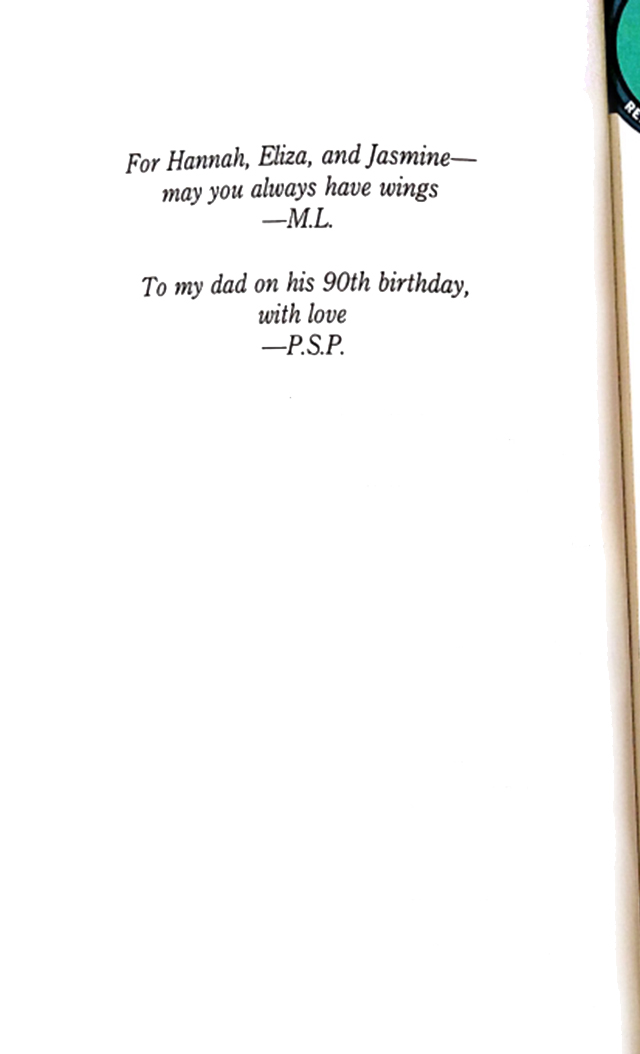 For Hannah, Eliza, and Jasmine—
may you always have wings
—M.L.
To my dad on his 90th birthday,
with love
—P.S.P.